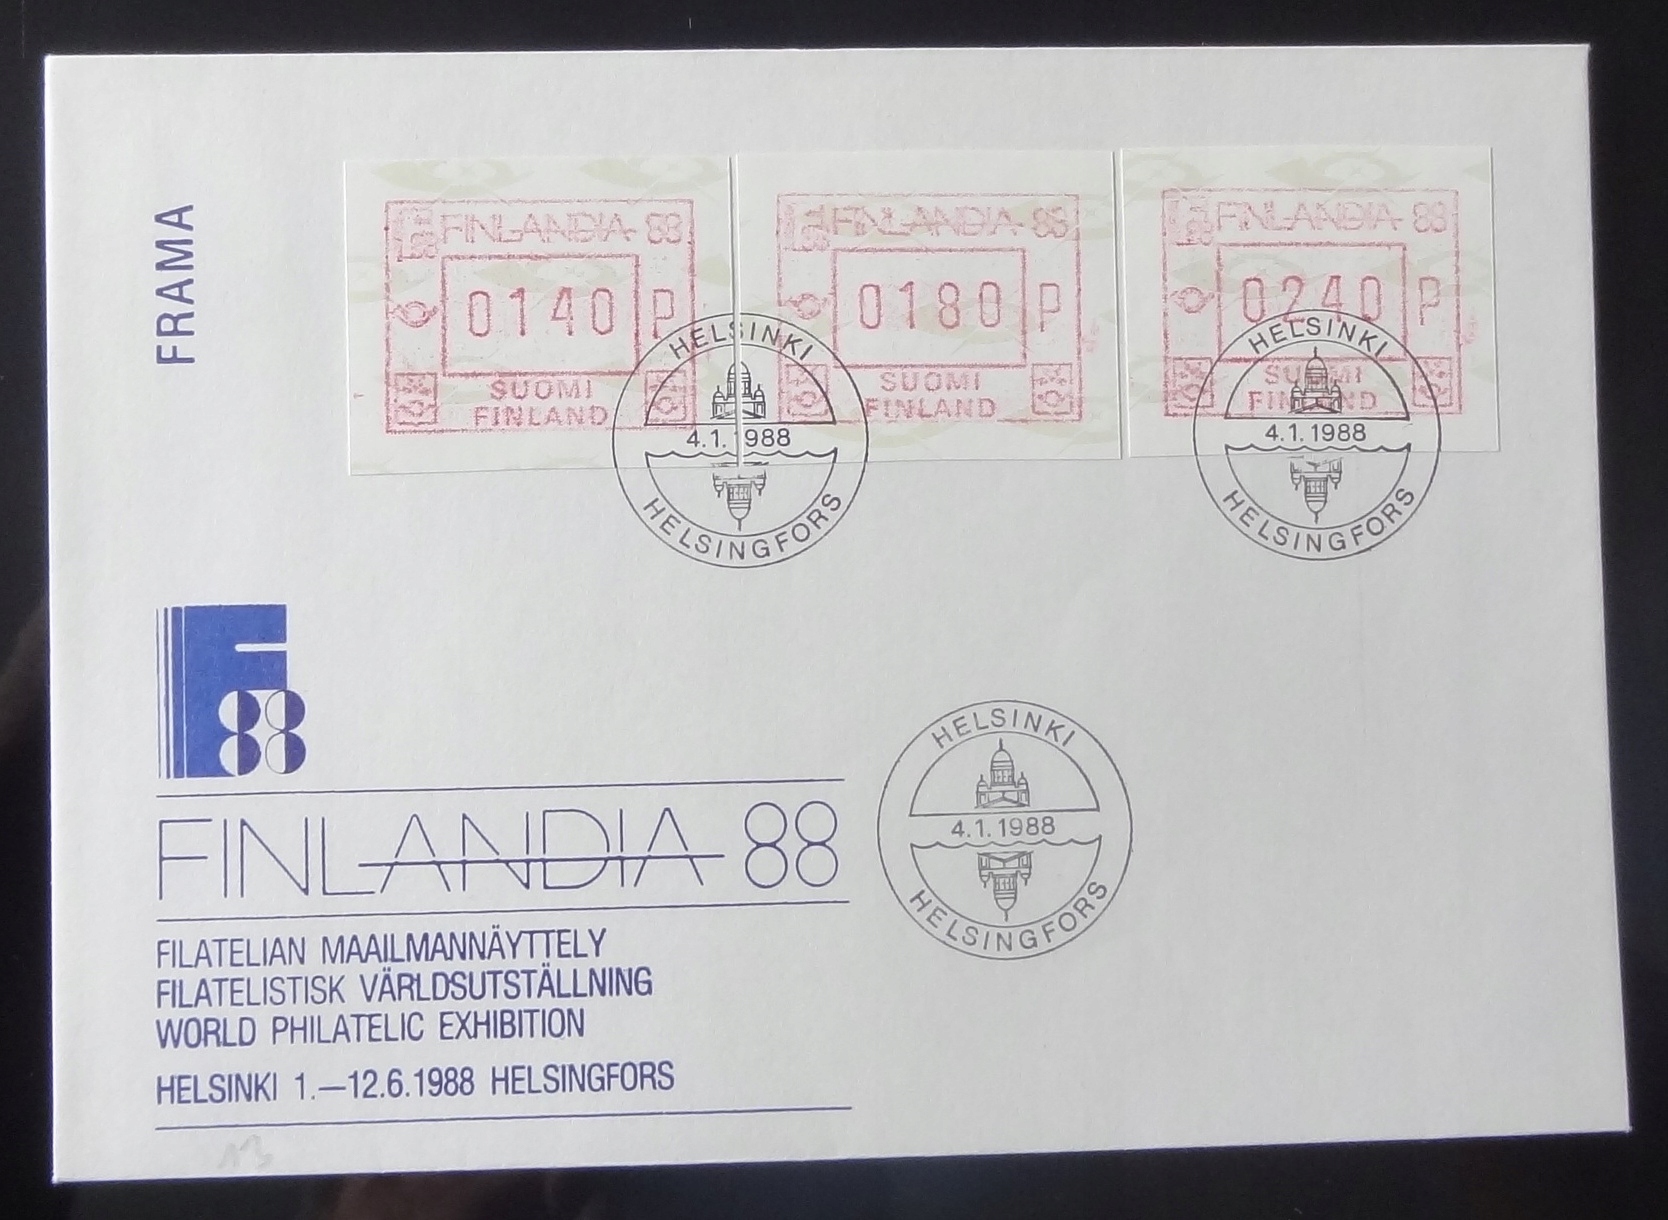 FRAMA
FINLANDIA 88
0140 P
SUOMI
FINLAND
FINLANDIA 88
0180 P
SUOMI
FINLAND
FINLANDIA 88
0240 P
SUOMI
FINLAND
HELSINKI
4.1.1988
HELSINGFORS
HELSINKI
4.1.1988
HELSINGFORS
F
88
FINLANDIA 88
FILATELIAN MAAILMANNÄYTTELY
FILATELISTISK VÄRLDSUTSTÄLLNING
WORLD PHILATELIC EXHIBITION
HELSINKI 1.—12.6.1988 HELSINGFORS
HELSINKI
4.1.1988
HELSINGFORS